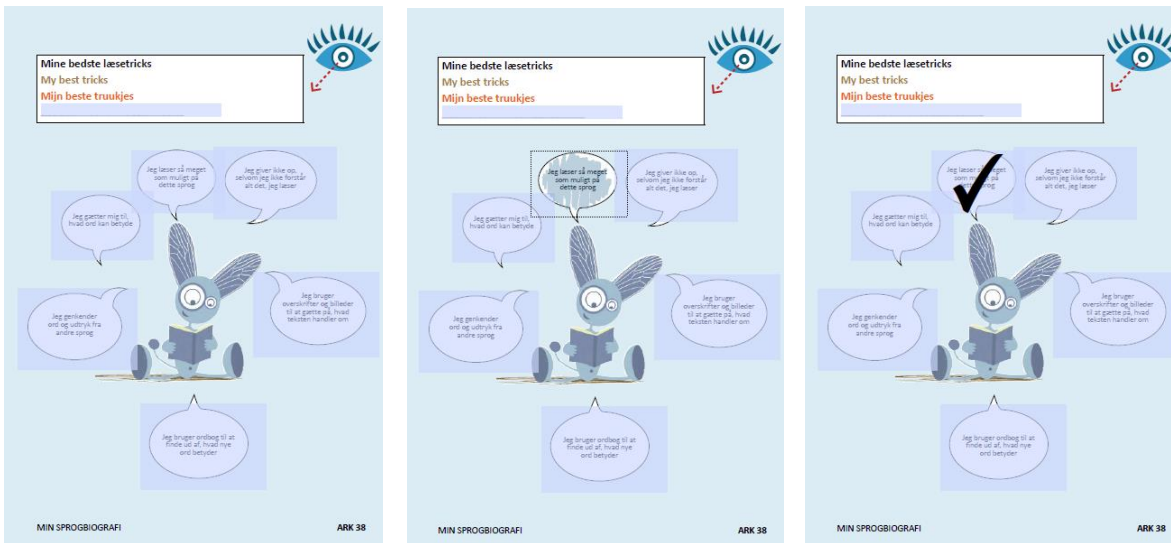 Mine bedste læsetricks
My best tricks
Mijn beste truukjes
Jeg læser så meget
som muligt på
dette sprog
Jeg giver ikke op,
selvom jeg ikke forstår
alt det, jeg læser
Jeg gætter mig til,
hvad ord kan betyde
Jeg genkender
ord og udtryk fra
andre sprog
Jeg bruger
overskrifter og billeder
til at gætte på, hvad
teksten handler om
Jeg bruger ordbog til at
finde ud af, hvad nye
ord betyder
MIN SPROGBIOGRAFI
ARK 38
Mine bedste læsetricks
My best tricks
Mijn beste truukjes
Jeg læser så meget
som muligt på
dette sprog
Jeg giver ikke op,
selvom jeg ikke forstår
alt det, jeg læser
Jeg gætter mig til,
hvad ord kan betyde
Jeg genkender
ord og udtryk fra
andre sprog
Jeg bruger
overskrifter og billeder
til at gætte på, hvad
teksten handler om
Jeg bruger ordbog til at
finde ud af, hvad nye
ord betyder
MIN SPROGBIOGRAFI
ARK 38
Mine bedste læsetricks
My best tricks
Mijn beste truukjes
Jeg læser så meget
som muligt på
dette sprog
Jeg giver ikke op,
selvom jeg ikke forstår
alt det, jeg læser
Jeg gætter mig til,
hvad ord kan betyde
Jeg genkender
ord og udtryk fra
andre sprog
Jeg bruger
overskrifter og billeder
til at gætte på, hvad
teksten handler om
Jeg bruger ordbog til at
finde ud af, hvad nye
ord betyder
MIN SPROGBIOGRAFI
ARK 38